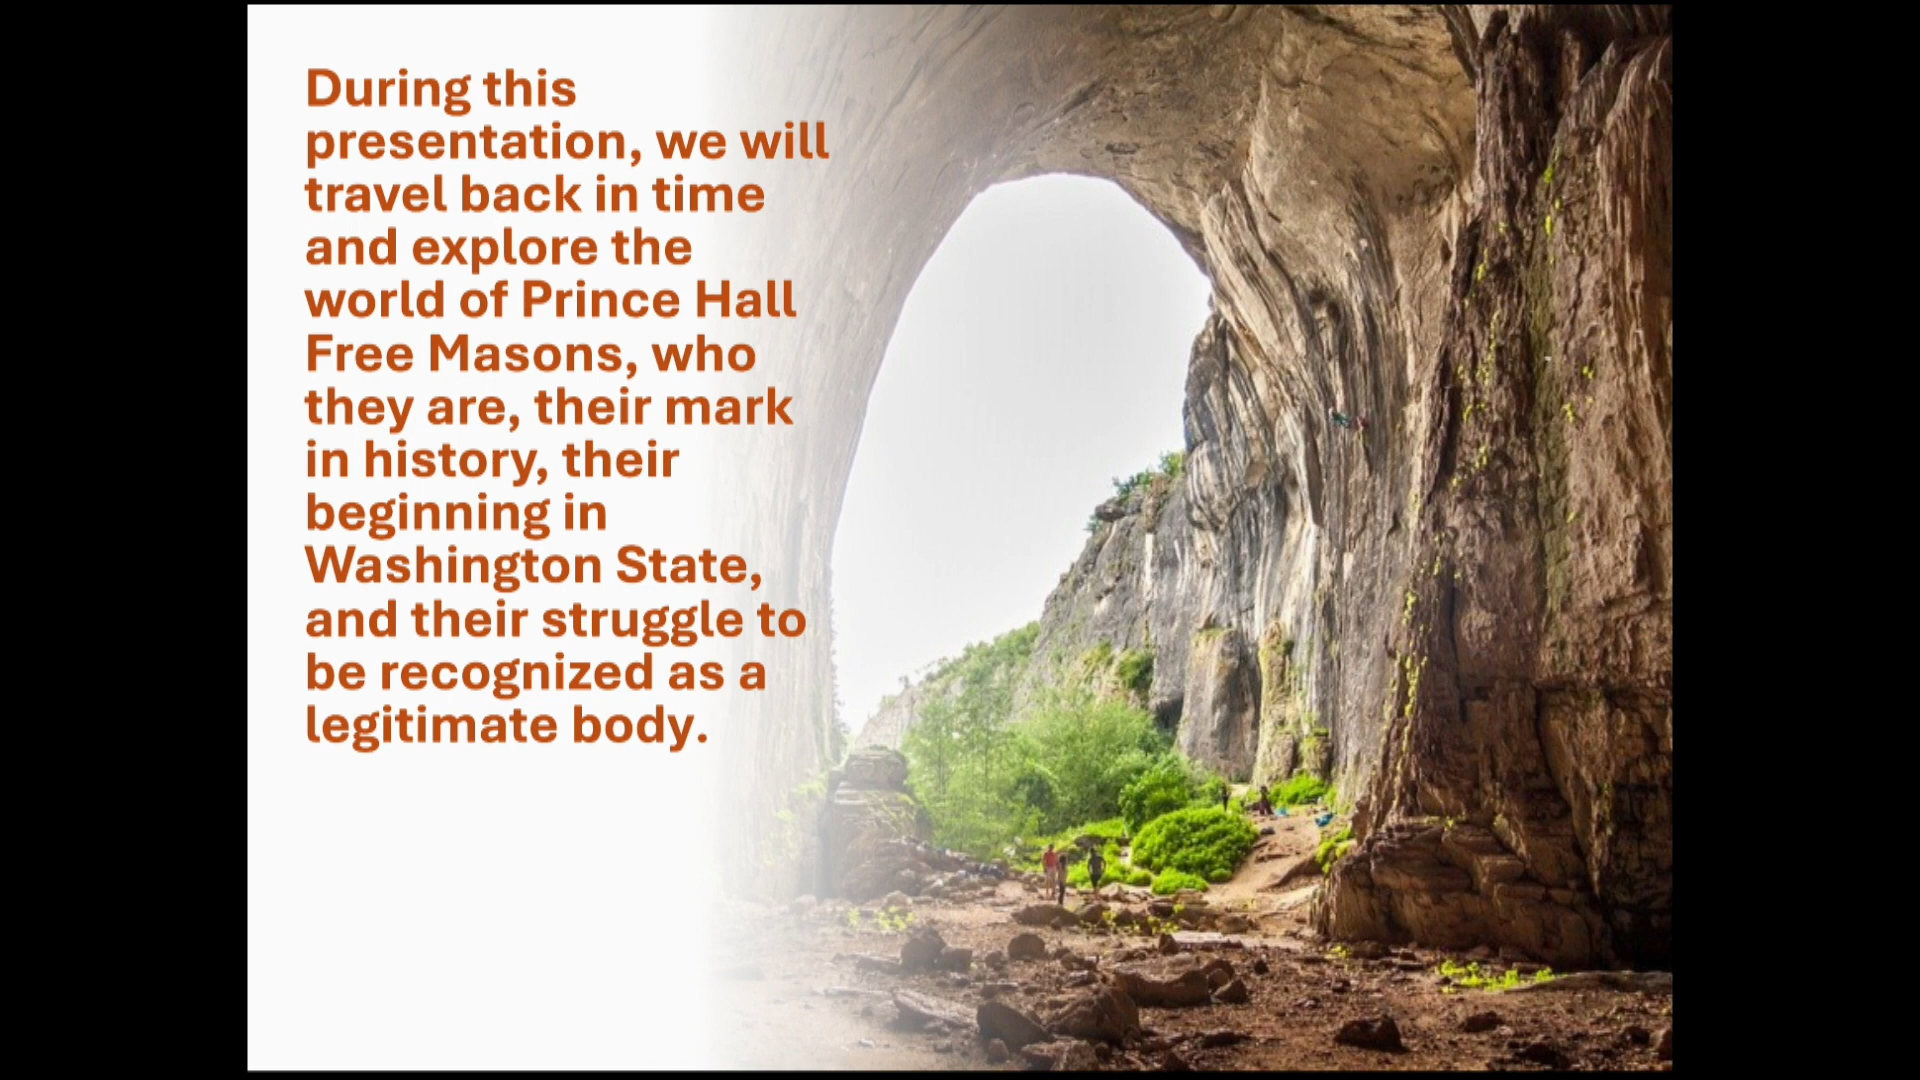 During this
presentation, we will
travel back in time
and explore the
world of Prince Hall
Free Masons, who
they are, their mark
in history, their
beginning in
Washington State,
and their struggle to
be recognized as a
legitimate body.